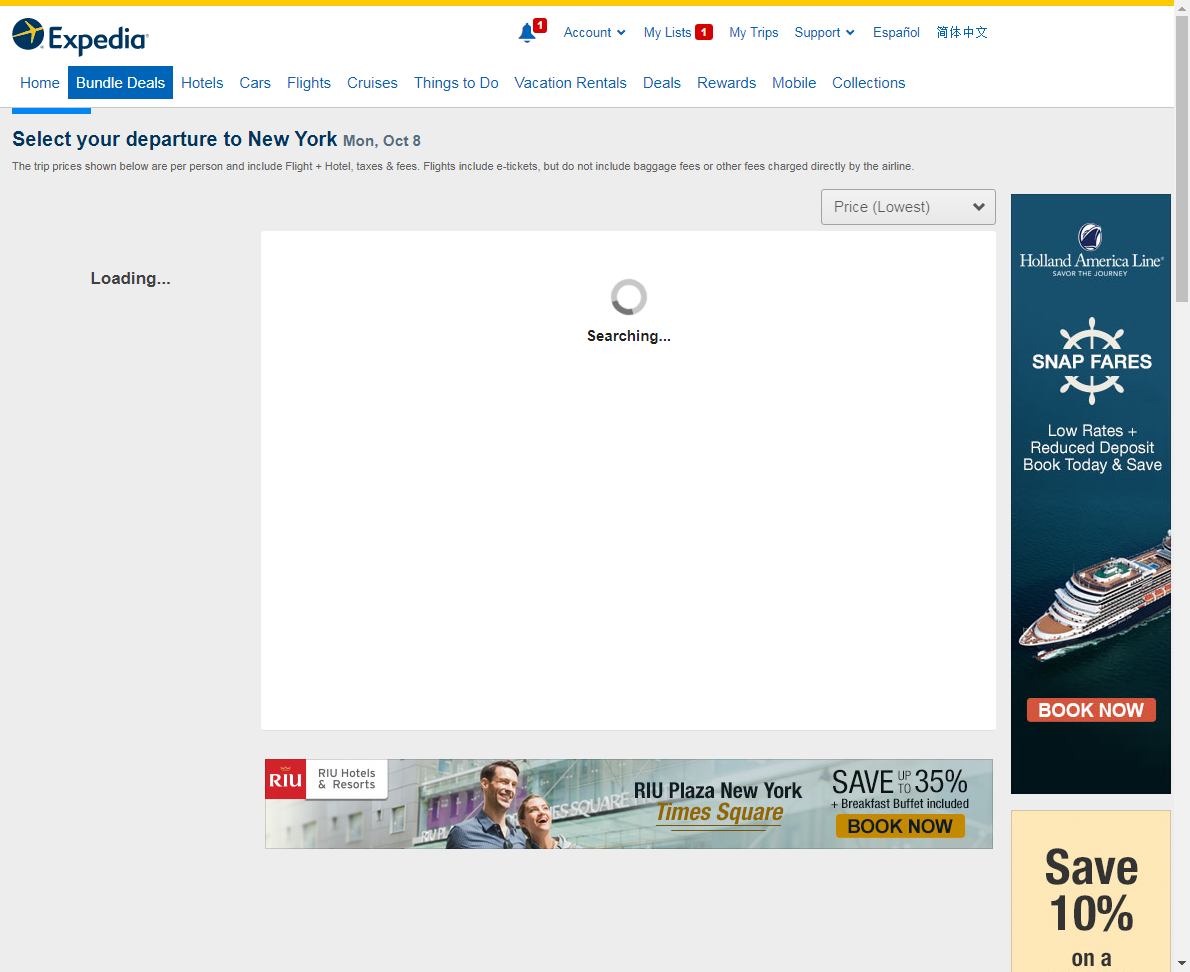 Expedia
1
Account
My Lists 1
My Trips
Support
Español
简体中文
Home
Bundle Deals
Hotels
Cars
Flights
Cruises
Things to Do
Vacation Rentals
Deals
Rewards
Mobile
Collections
Select your departure to New York Mon, Oct 8
The trip prices shown below are per person and include Flight + Hotel, taxes & fees. Flights include e-tickets, but do not include baggage fees or other fees charged directly by the airline.
Price (Lowest)
Loading...
Searching...
Holland America Line®
SAVOR THE JOURNEY
SNAP FARES
Low Rates +
Reduced Deposit
Book Today & Save
BOOK NOW
RIU
RIU Hotels
& Resorts
RIU Plaza New York
Times Square
SAVE UP TO 35%
+ Breakfast Buffet included
BOOK NOW
Save
10%
on a